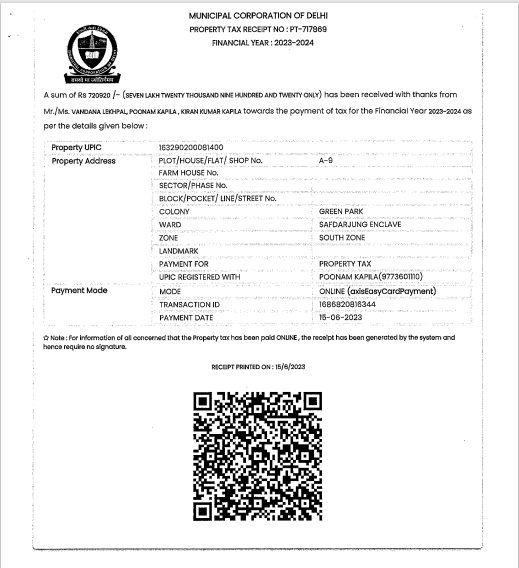 MUNICIPAL CORPORATION OF DELHI
PROPERTY TAX RECEIPT NO : PT-717869
FINANCIAL YEAR : 2023-2024
A sum of Rs 720920 /- (SEVEN LAKH TWENTY THOUSAND NINE HUNDRED AND TWENTY ONLY) has been received with thanks from
Mr./Ms. VANDANA LEKHPAL, POONAM KAPILA , KIRAN KUMAR KAPILA towards the payment of tax for the Financial Year 2023-2024 as
per the details given below :
Property UPIC 163290200081400
Property Address PLOT/HOUSE/FLAT/ SHOP No. A-9
FARM HOUSE No.
SECTOR/PHASE No.
BLOCK/POCKET/ LINE/STREET No.
COLONY GREEN PARK
WARD SAFDARJUNG ENCLAVE
ZONE SOUTH ZONE
LANDMARK
PAYMENT FOR PROPERTY TAX
UPIC REGISTERED WITH POONAM KAPILA(9773601110)
Payment Mode MODE ONLINE (axisEasyCardPayment)
TRANSACTION ID 1686820816344
PAYMENT DATE 15-06-2023
☆ Note : For information of all concerned that the Property tax has been paid ONLINE , the receipt has been generated by the system and
hence require no signature.
RECEIPT PRINTED ON : 15/6/2023